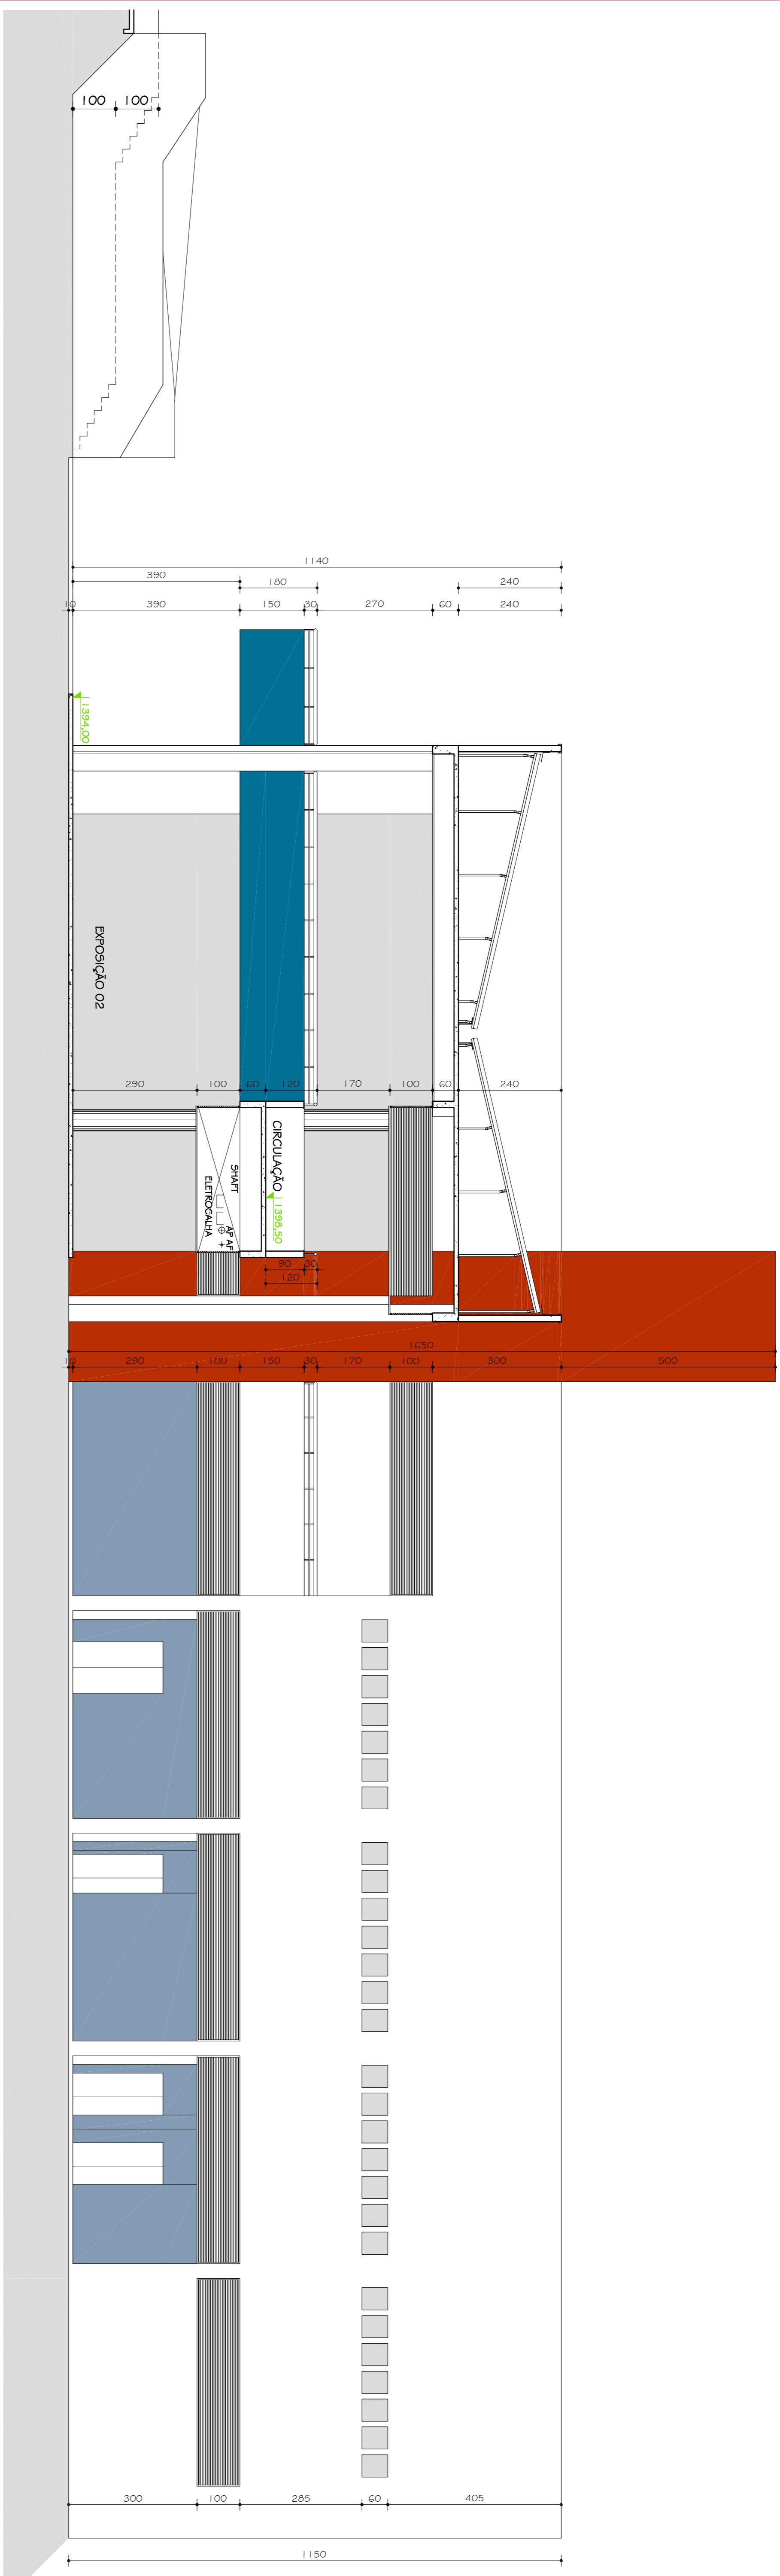 100 100
1140
390 180 240
10 390 150 30 270 60 240
1394,00
EXPOSIÇÃO 02
290 100 60 120 170 100 60 240
CIRCULAÇÃO
1398,50
SHAFT
ELETROCALHA
AP AF
90 30
120
1650
10 290 100 150 30 170 100 300 500
300 100 285 60 405
1150